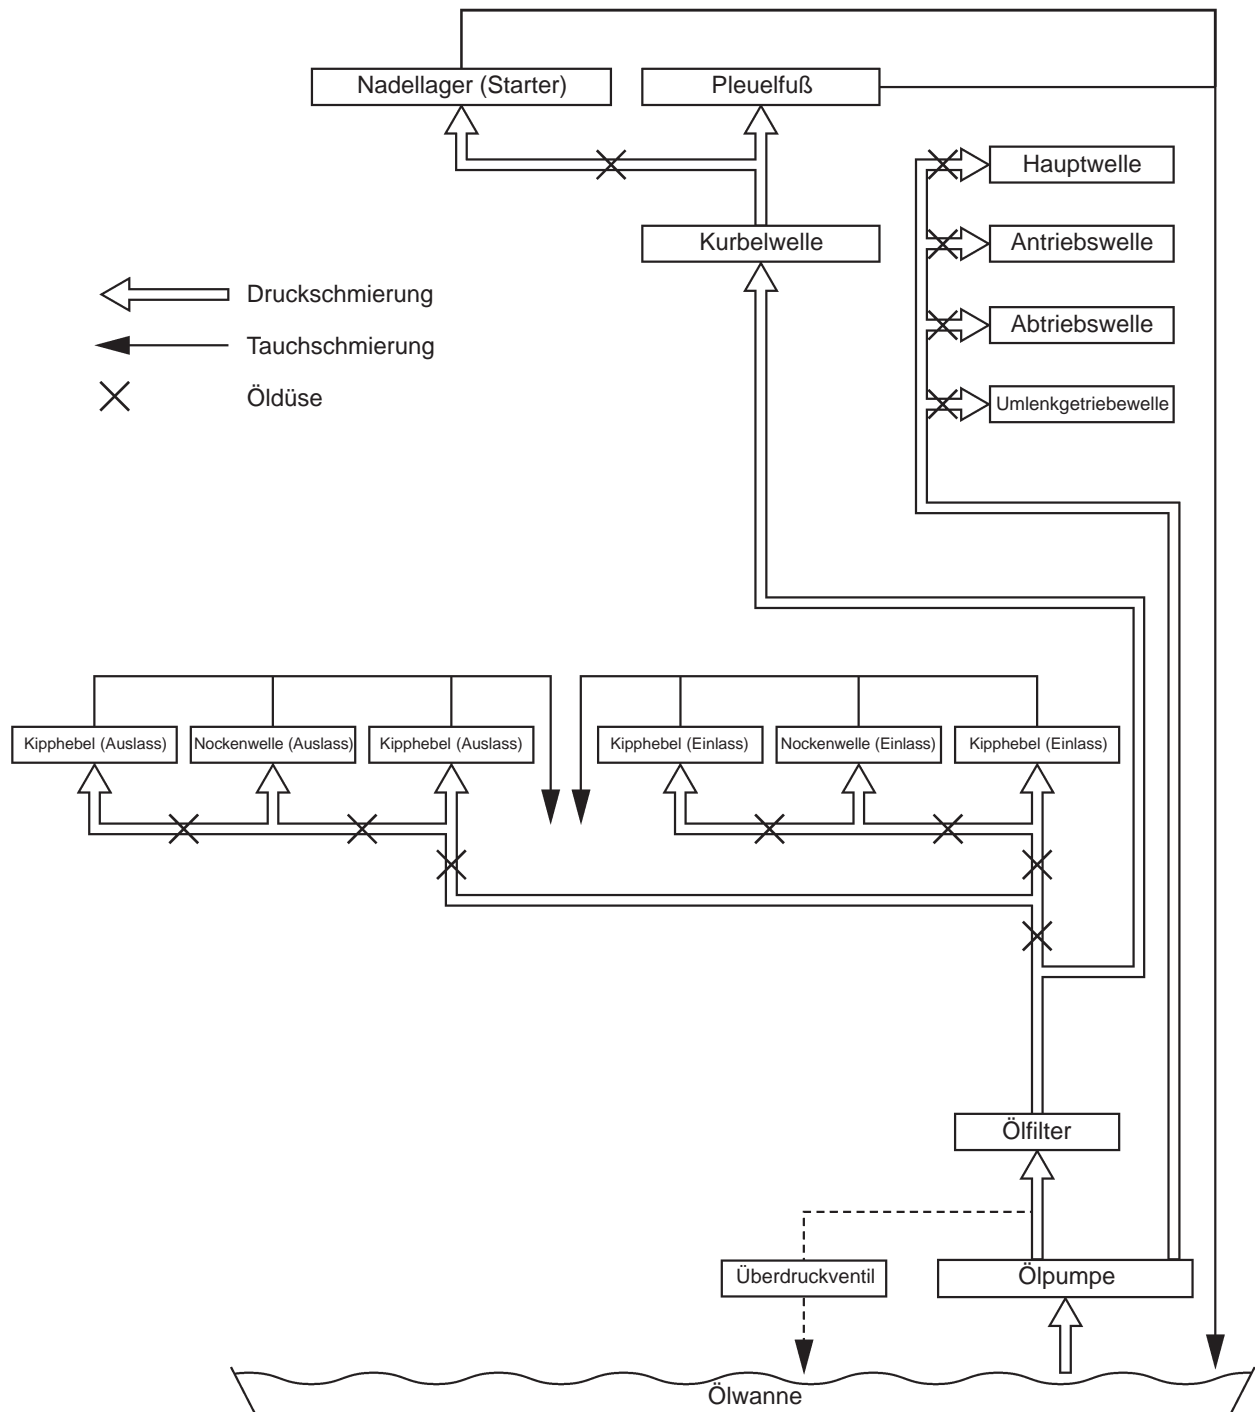 Nadellager (Starter)
Pleuelfuß
Hauptwelle
Kurbelwelle
Antriebswelle
Druckschmierung
Abtriebswelle
Tauchschmierung
Öldüse
Umlenkgetriebewelle
Kipphebel (Auslass)
Nockenwelle (Auslass)
Kipphebel (Auslass)
Kipphebel (Einlass)
Nockenwelle (Einlass)
Kipphebel (Einlass)
Ölfilter
Überdruckventil
Ölpumpe
Ölwanne